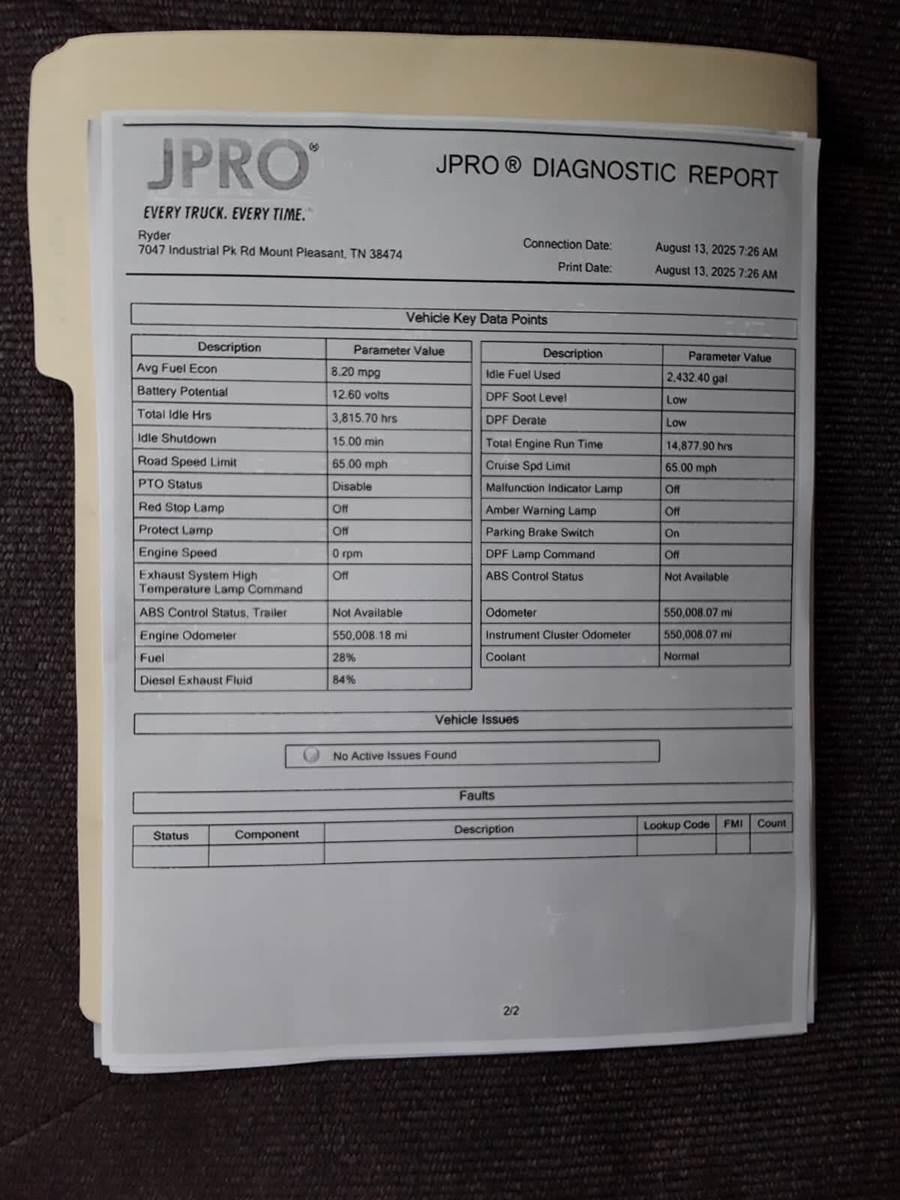 JPRO®
JPRO® DIAGNOSTIC REPORT
EVERY TRUCK. EVERY TIME.
Ryder
7047 Industrial Pk Rd Mount Pleasant, TN 38474
Connection Date: August 13, 2025 7:26 AM
Print Date: August 13, 2025 7:26 AM
Vehicle Key Data Points
Description Parameter Value
Avg Fuel Econ 8.20 mpg
Battery Potential 12.60 volts
Total Idle Hrs 3,815.70 hrs
Idle Shutdown 15.00 min
Road Speed Limit 65.00 mph
PTO Status Disable
Red Stop Lamp Off
Protect Lamp Off
Engine Speed 0 rpm
Exhaust System High Off
Temperature Lamp Command
ABS Control Status, Trailer Not Available
Engine Odometer 550,008.18 mi
Fuel 28%
Diesel Exhaust Fluid 84%
Description Parameter Value
Idle Fuel Used 2,432.40 gal
DPF Soot Level Low
DPF Derate Low
Total Engine Run Time 14,877.90 hrs
Cruise Spd Limit 65.00 mph
Malfunction Indicator Lamp Off
Amber Warning Lamp Off
Parking Brake Switch On
DPF Lamp Command Off
ABS Control Status Not Available
Odometer 550,008.07 mi
Instrument Cluster Odometer 550,008.07 mi
Coolant Normal
Vehicle Issues
No Active Issues Found
Faults
Status Component Description Lookup Code FMI Count
2/2